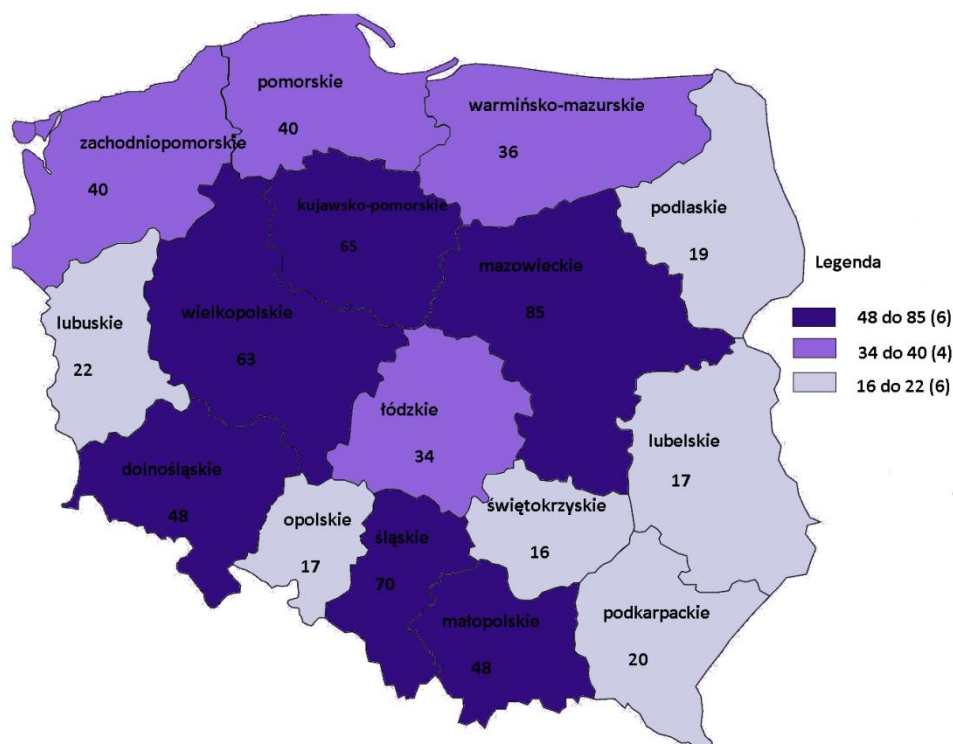 pomorskie
40
warmińsko-mazurskie
36
zachodniopomorskie
40
kujawsko-pomorskie
65
podlaskie
19
mazowieckie
85
wielkopolskie
63
lubuskie
22
łódzkie
34
lubelskie
17
dolnośląskie
48
opolskie
17
śląskie
70
świętokrzyskie
16
małopolskie
48
podkarpackie
20
Legenda
48 do 85 (6)
34 do 40 (4)
16 do 22 (6)